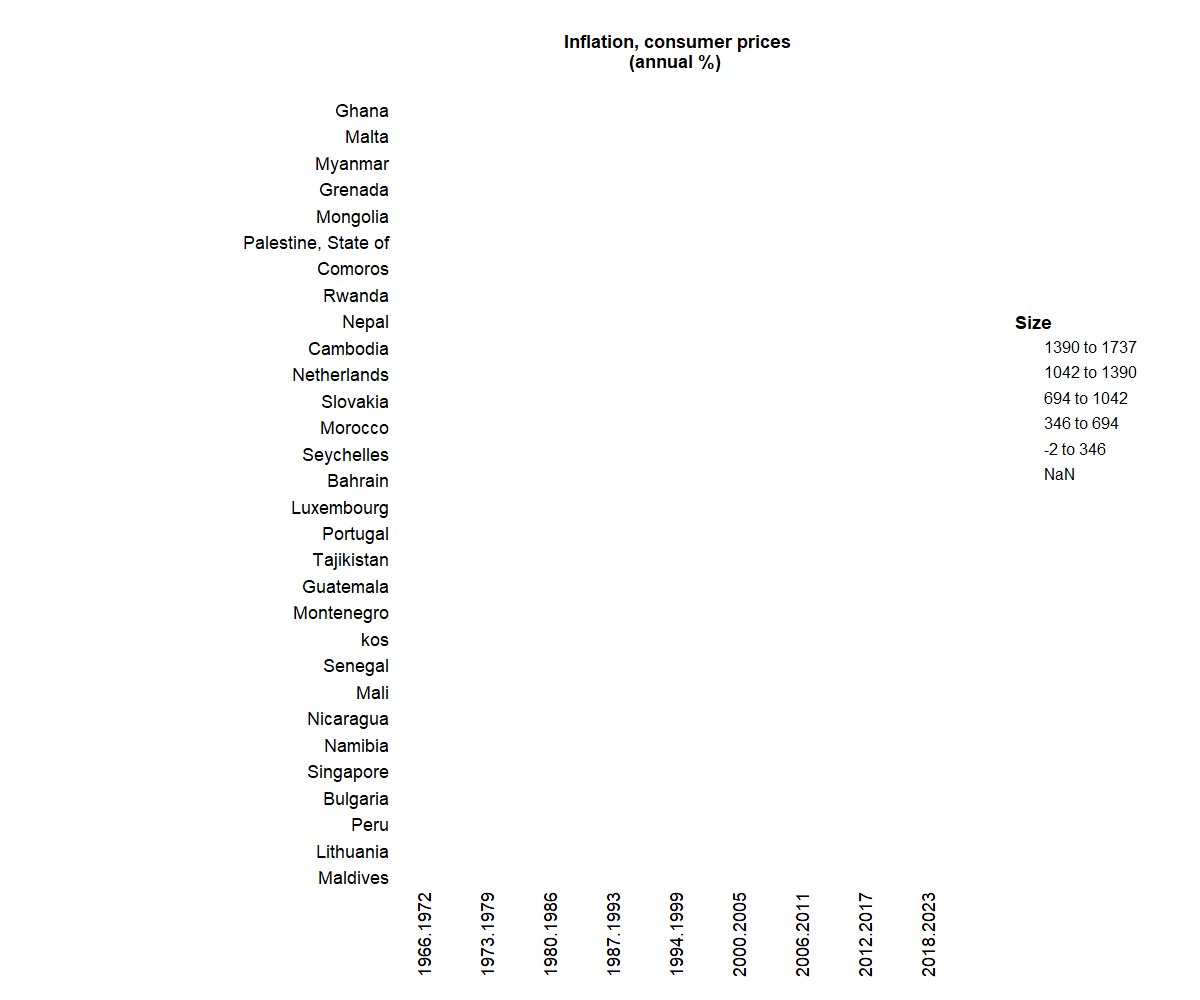 Inflation, consumer prices
(annual %)
Ghana
Malta
Myanmar
Grenada
Mongolia
Palestine, State of
Comoros
Rwanda
Nepal
Cambodia
Netherlands
Slovakia
Morocco
Seychelles
Bahrain
Luxembourg
Portugal
Tajikistan
Guatemala
Montenegro
kos
Senegal
Mali
Nicaragua
Namibia
Singapore
Bulgaria
Peru
Lithuania
Maldives
1966.1972
1973.1979
1980.1986
1987.1993
1994.1999
2000.2005
2006.2011
2012.2017
2018.2023
Size
1390 to 1737
1042 to 1390
694 to 1042
346 to 694
-2 to 346
NaN